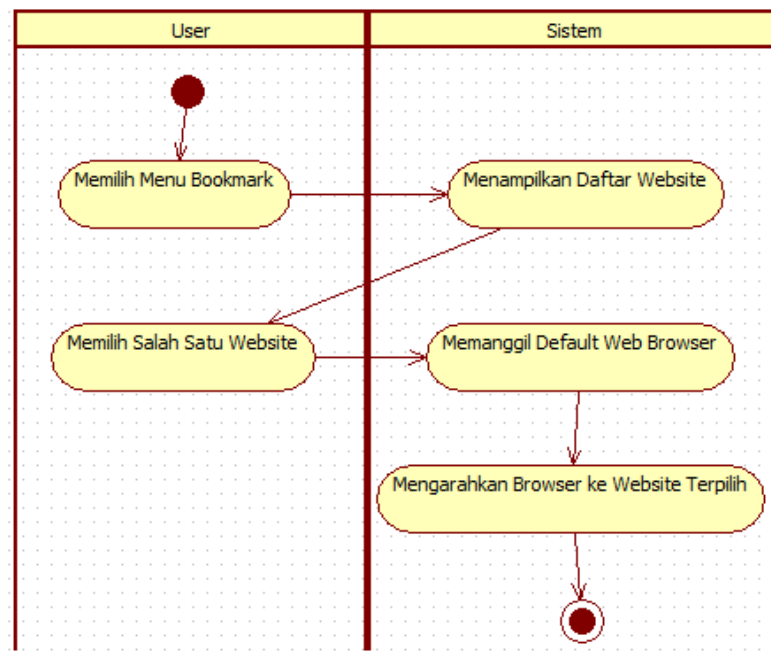 User
Sistem
Memilih Menu Bookmark
Menampilkan Daftar Website
Memilih Salah Satu Website
Memanggil Default Web Browser
Mengarahkan Browser ke Website Terpilih